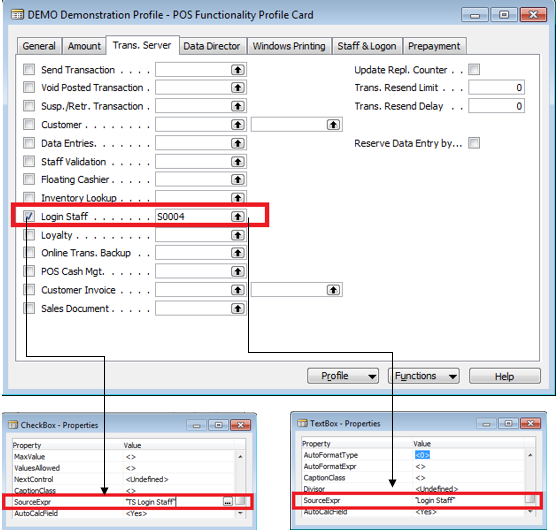 DEMO Demonstration Profile - POS Functionality Profile Card
General Amount Trans. Server Data Director Windows Printing Staff & Logon Prepayment
Send Transaction . . . . Update Repl. Counter . .
Void Posted Transaction . Trans. Resend Limit . . . 0
Susp./Retr. Transaction . Trans. Resend Delay . . 0
Customer . . . . . . . .
Data Entries. . . . . . . Reserve Data Entry by...
Staff Validation . . . . .
Floating Cashier . . . . .
Inventory Lookup . . . .
Login Staff . . . . . . . S0004
Loyalty . . . . . . . . .
Online Trans. Backup . .
POS Cash Mgt. . . . . .
Customer Invoice . . . .
Sales Document . . . . .
Profile Functions Help
CheckBox - Properties
Property Value
MaxValue <>
ValuesAllowed <>
NextControl <Undefined>
CaptionClass <>
SourceExpr "TS Login Staff" ...
AutoCalcField <Yes>
TextBox - Properties
Property Value
AutoFormatType <0>
AutoFormatExpr <>
CaptionClass <>
Divisor <Undefined>
SourceExpr "Login Staff"
AutoCalcField <Yes>